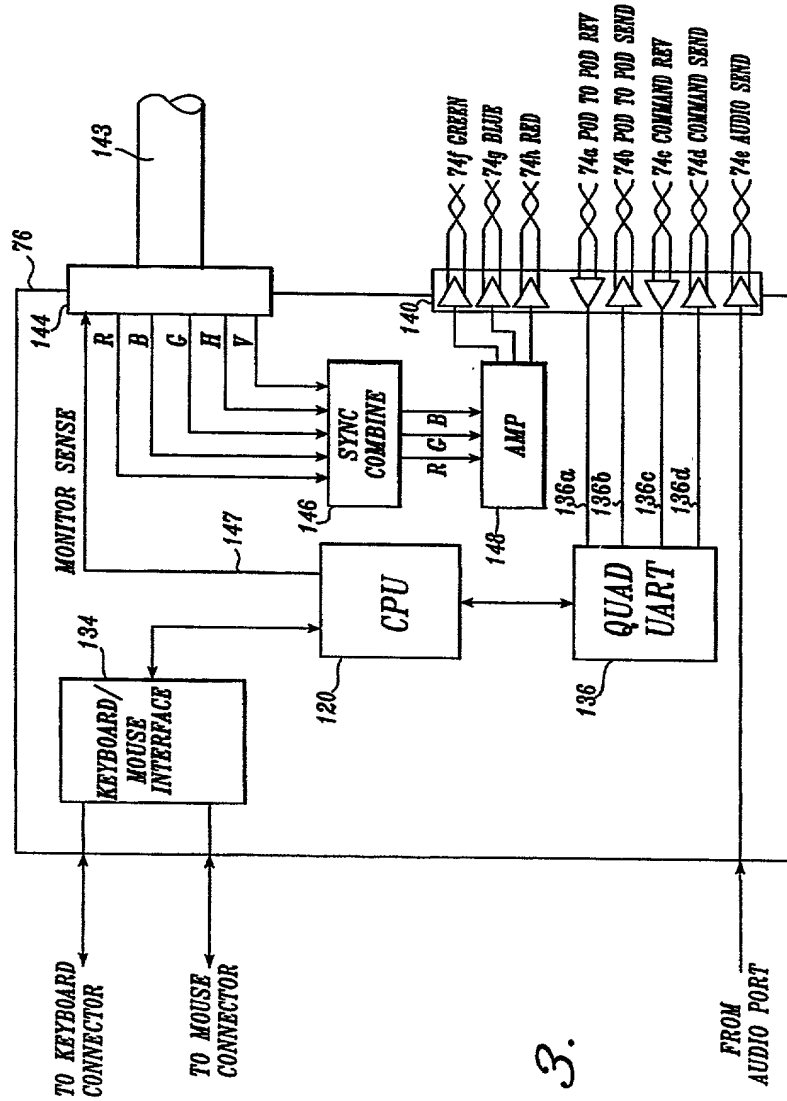 143
76
144
R
B
G
H
V
MONITOR SENSE
147
134
KEYBOARD/
MOUSE
INTERFACE
TO KEYBOARD
CONNECTOR
TO MOUSE
CONNECTOR
SYNC
COMBINE
146
R G B
AMP
148
CPU
120
140
74f GREEN
74g BLUE
74h RED
74a POD TO POD REV
74b POD TO POD SEND
74c COMMAND REV
74d COMMAND SEND
74e AUDIO SEND
136a
136b
136c
136d
QUAD
UART
136
FROM
AUDIO PORT
3.